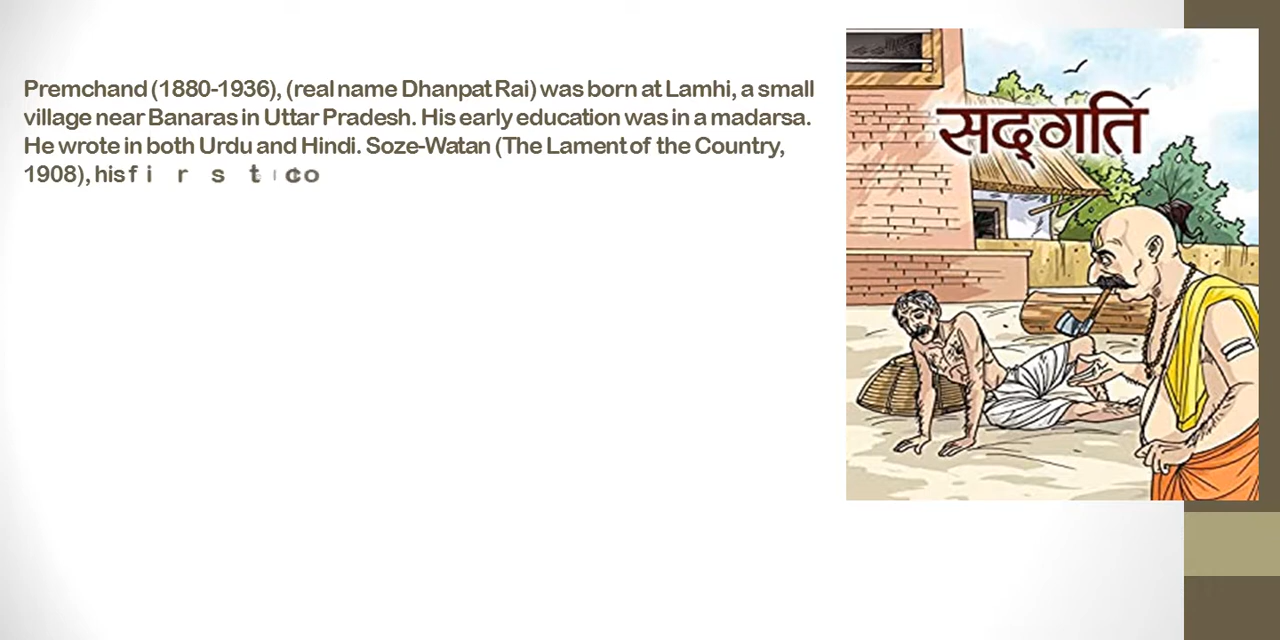 Premchand (1880-1936), (real name Dhanpat Rai) was born at Lamhi, a small
village near Banaras in Uttar Pradesh. His early education was in a madarsa.
He wrote in both Urdu and Hindi. Soze-Watan (The Lament of the Country,
1908), his first co
सद्गति